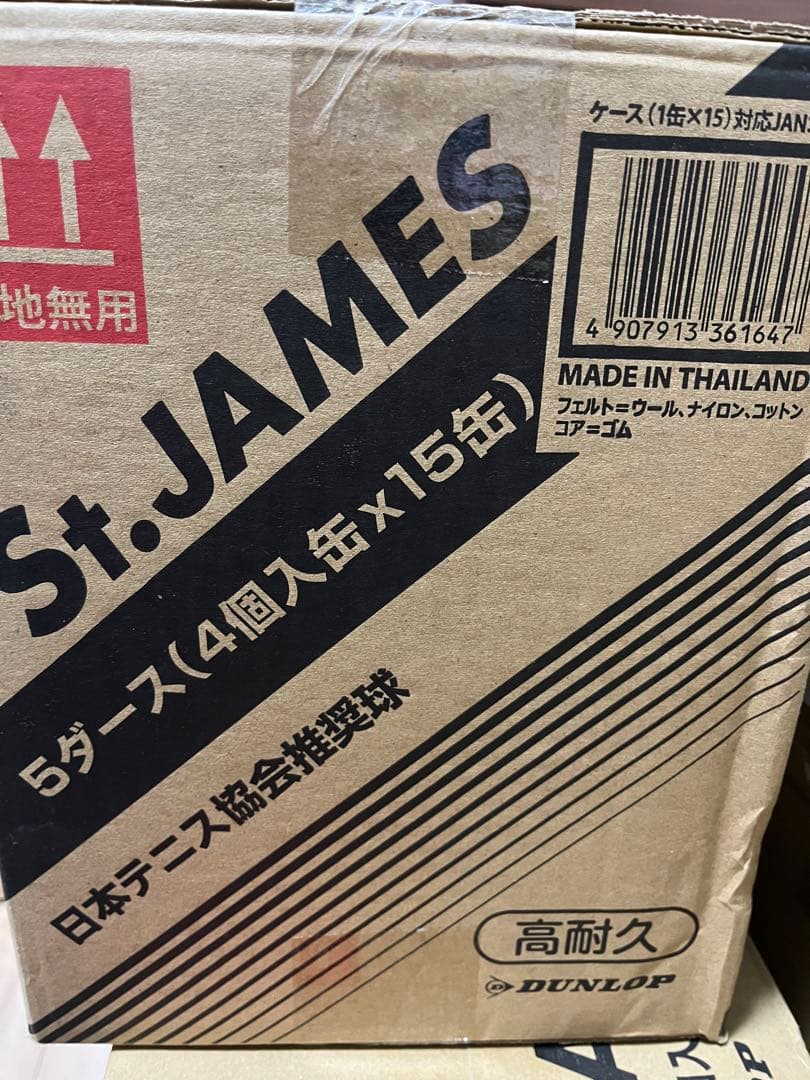 ケース(1缶×15)対応JAN
4 907913 361647
MADE IN THAILAND
フェルト=ウール、ナイロン、コットン
コア=ゴム
地無用
St.JAMES
5ダース(4個入缶x15缶)
日本テニス協会推奨球
高耐久
DUNLOP